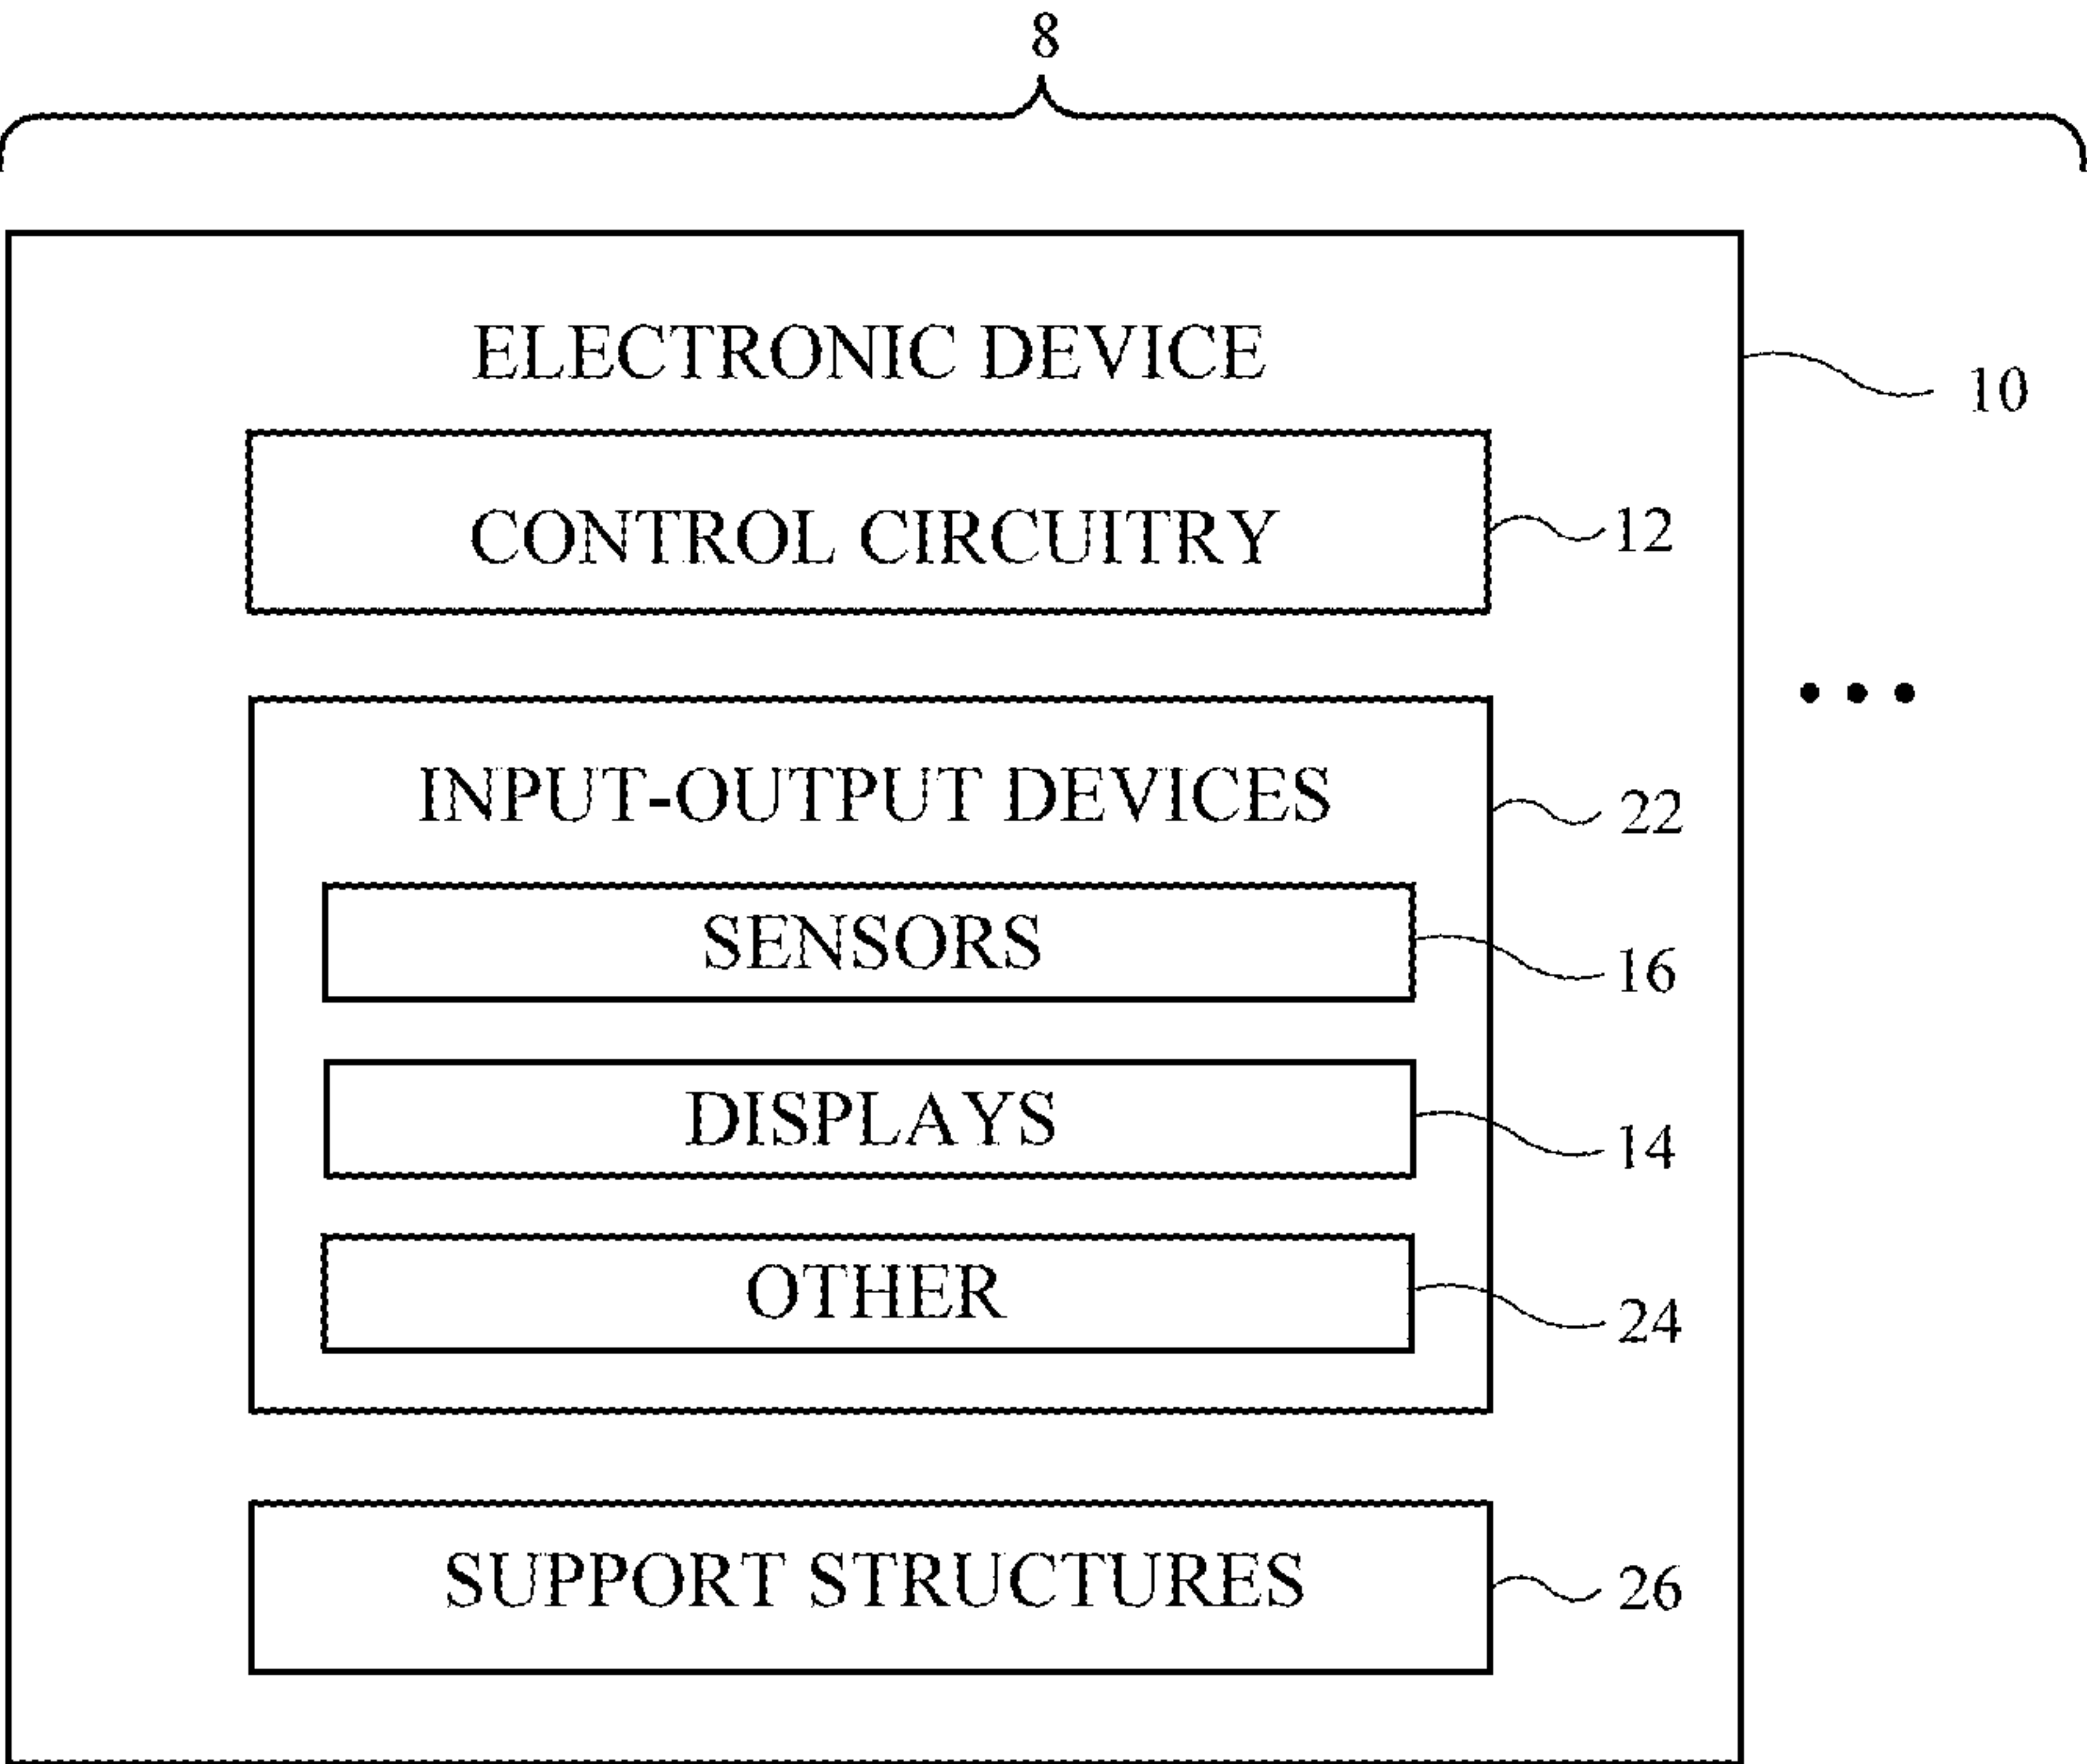 8
ELECTRONIC DEVICE
10
CONTROL CIRCUITRY
12
• • •
INPUT-OUTPUT DEVICES
22
SENSORS
16
DISPLAYS
14
OTHER
24
SUPPORT STRUCTURES
26